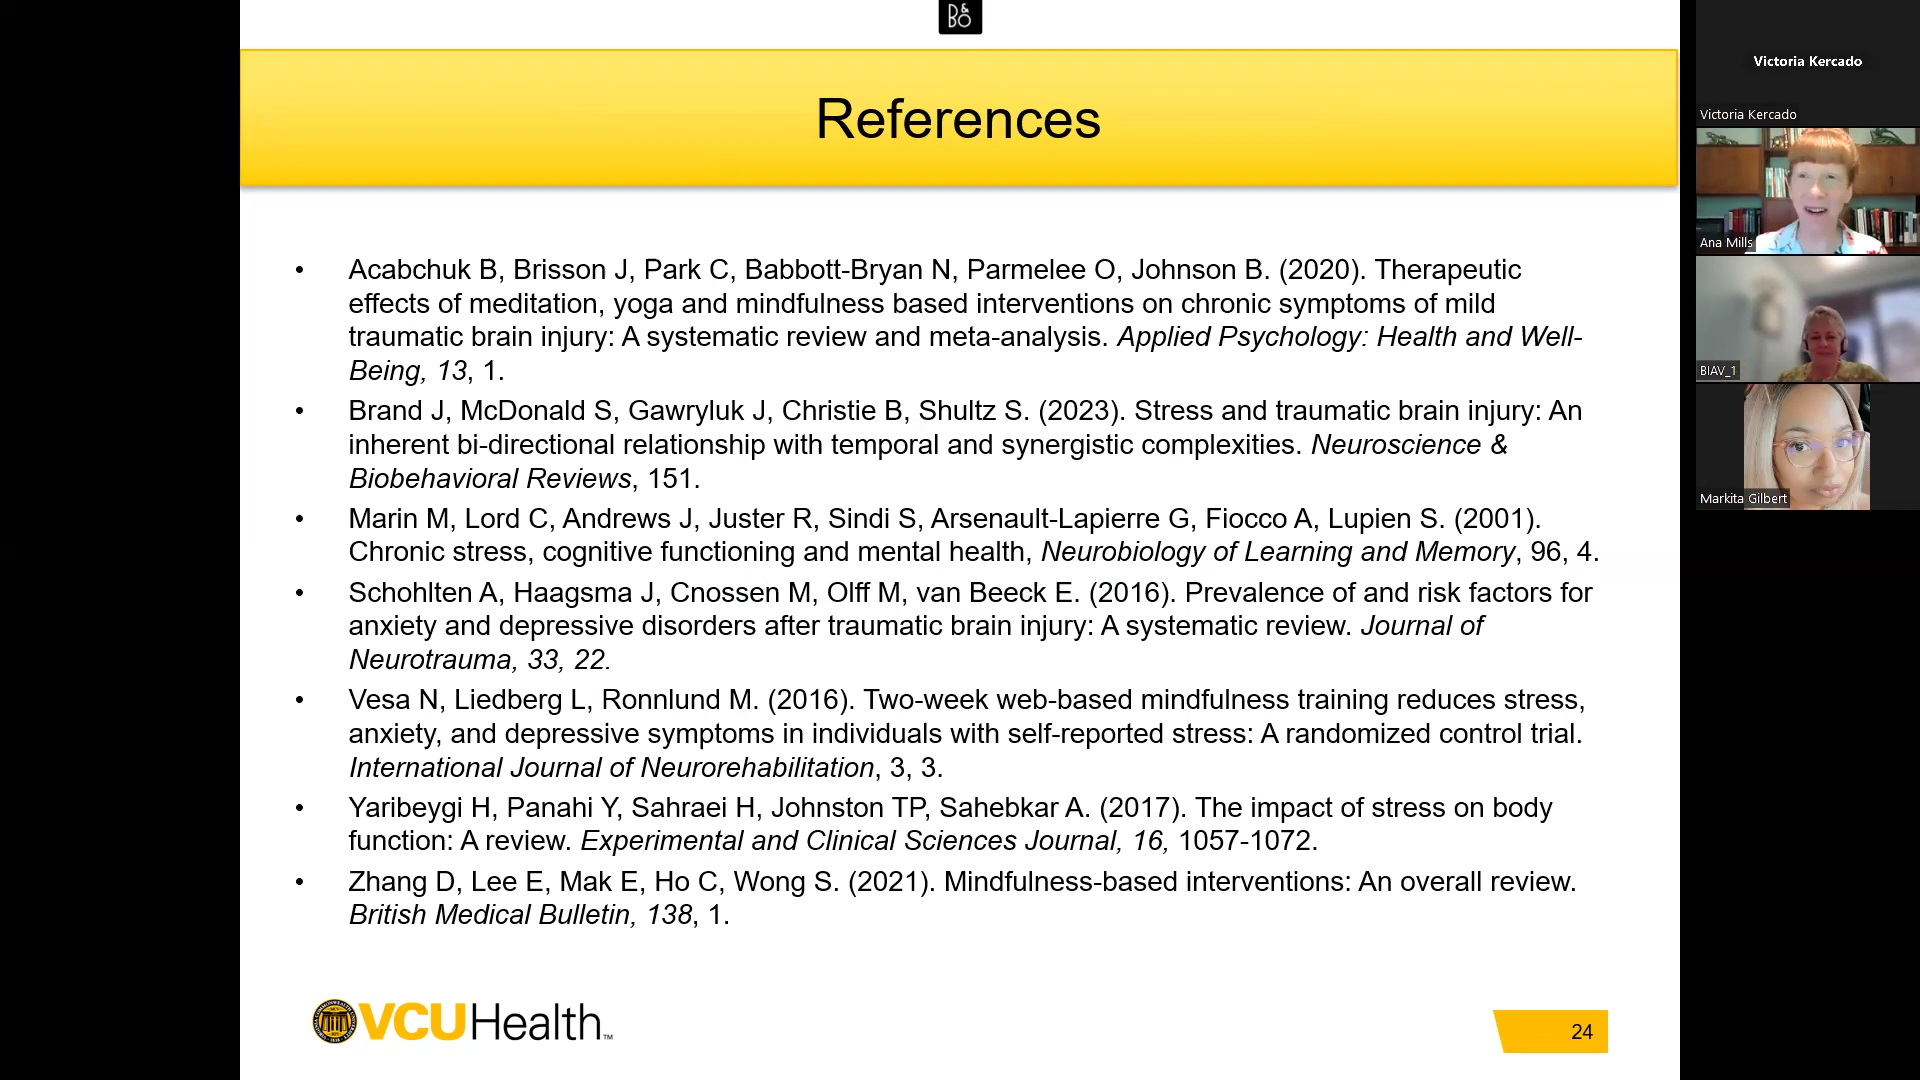 B&O
References
• Acabchuk B, Brisson J, Park C, Babbott-Bryan N, Parmelee O, Johnson B. (2020). Therapeutic
effects of meditation, yoga and mindfulness based interventions on chronic symptoms of mild
traumatic brain injury: A systematic review and meta-analysis. Applied Psychology: Health and Well-
Being, 13, 1.
• Brand J, McDonald S, Gawryluk J, Christie B, Shultz S. (2023). Stress and traumatic brain injury: An
inherent bi-directional relationship with temporal and synergistic complexities. Neuroscience &
Biobehavioral Reviews, 151.
• Marin M, Lord C, Andrews J, Juster R, Sindi S, Arsenault-Lapierre G, Fiocco A, Lupien S. (2001).
Chronic stress, cognitive functioning and mental health, Neurobiology of Learning and Memory, 96, 4.
• Schohlten A, Haagsma J, Cnossen M, Olff M, van Beeck E. (2016). Prevalence of and risk factors for
anxiety and depressive disorders after traumatic brain injury: A systematic review. Journal of
Neurotrauma, 33, 22.
• Vesa N, Liedberg L, Ronnlund M. (2016). Two-week web-based mindfulness training reduces stress,
anxiety, and depressive symptoms in individuals with self-reported stress: A randomized control trial.
International Journal of Neurorehabilitation, 3, 3.
• Yaribeygi H, Panahi Y, Sahraei H, Johnston TP, Sahebkar A. (2017). The impact of stress on body
function: A review. Experimental and Clinical Sciences Journal, 16, 1057-1072.
• Zhang D, Lee E, Mak E, Ho C, Wong S. (2021). Mindfulness-based interventions: An overall review.
British Medical Bulletin, 138, 1.
VCUHealth™
24
Victoria Kercado
Victoria Kercado
Ana Mills
BIAV_1
Markita Gilbert